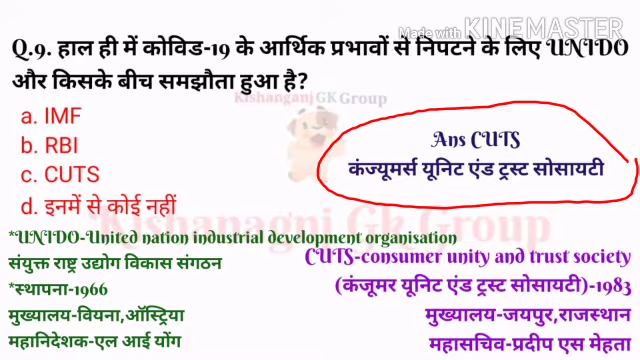 Made with KINEMASTER
Q.9. हाल ही में कोविड-19 के आर्थिक प्रभावों से निपटने के लिए UNIDO
और किसके बीच समझौता हुआ है?
Kishanganj GK Group
a. IMF
b. RBI
c. CUTS
d. इनमें से कोई नहीं
Ans CUTS
कंज्यूमर्स यूनिट एंड ट्रस्ट सोसायटी
Kishanagnj Gk Group
*UNIDO-United nation industrial development organisation
संयुक्त राष्ट्र उद्योग विकास संगठन
*स्थापना-1966
मुख्यालय-वियना,ऑस्ट्रिया
महानिदेशक-एल आई योंग
CUTS-consumer unity and trust society
(कंजूमर यूनिट एंड ट्रस्ट सोसायटी)-1983
मुख्यालय-जयपुर,राजस्थान
महासचिव-प्रदीप एस मेहता